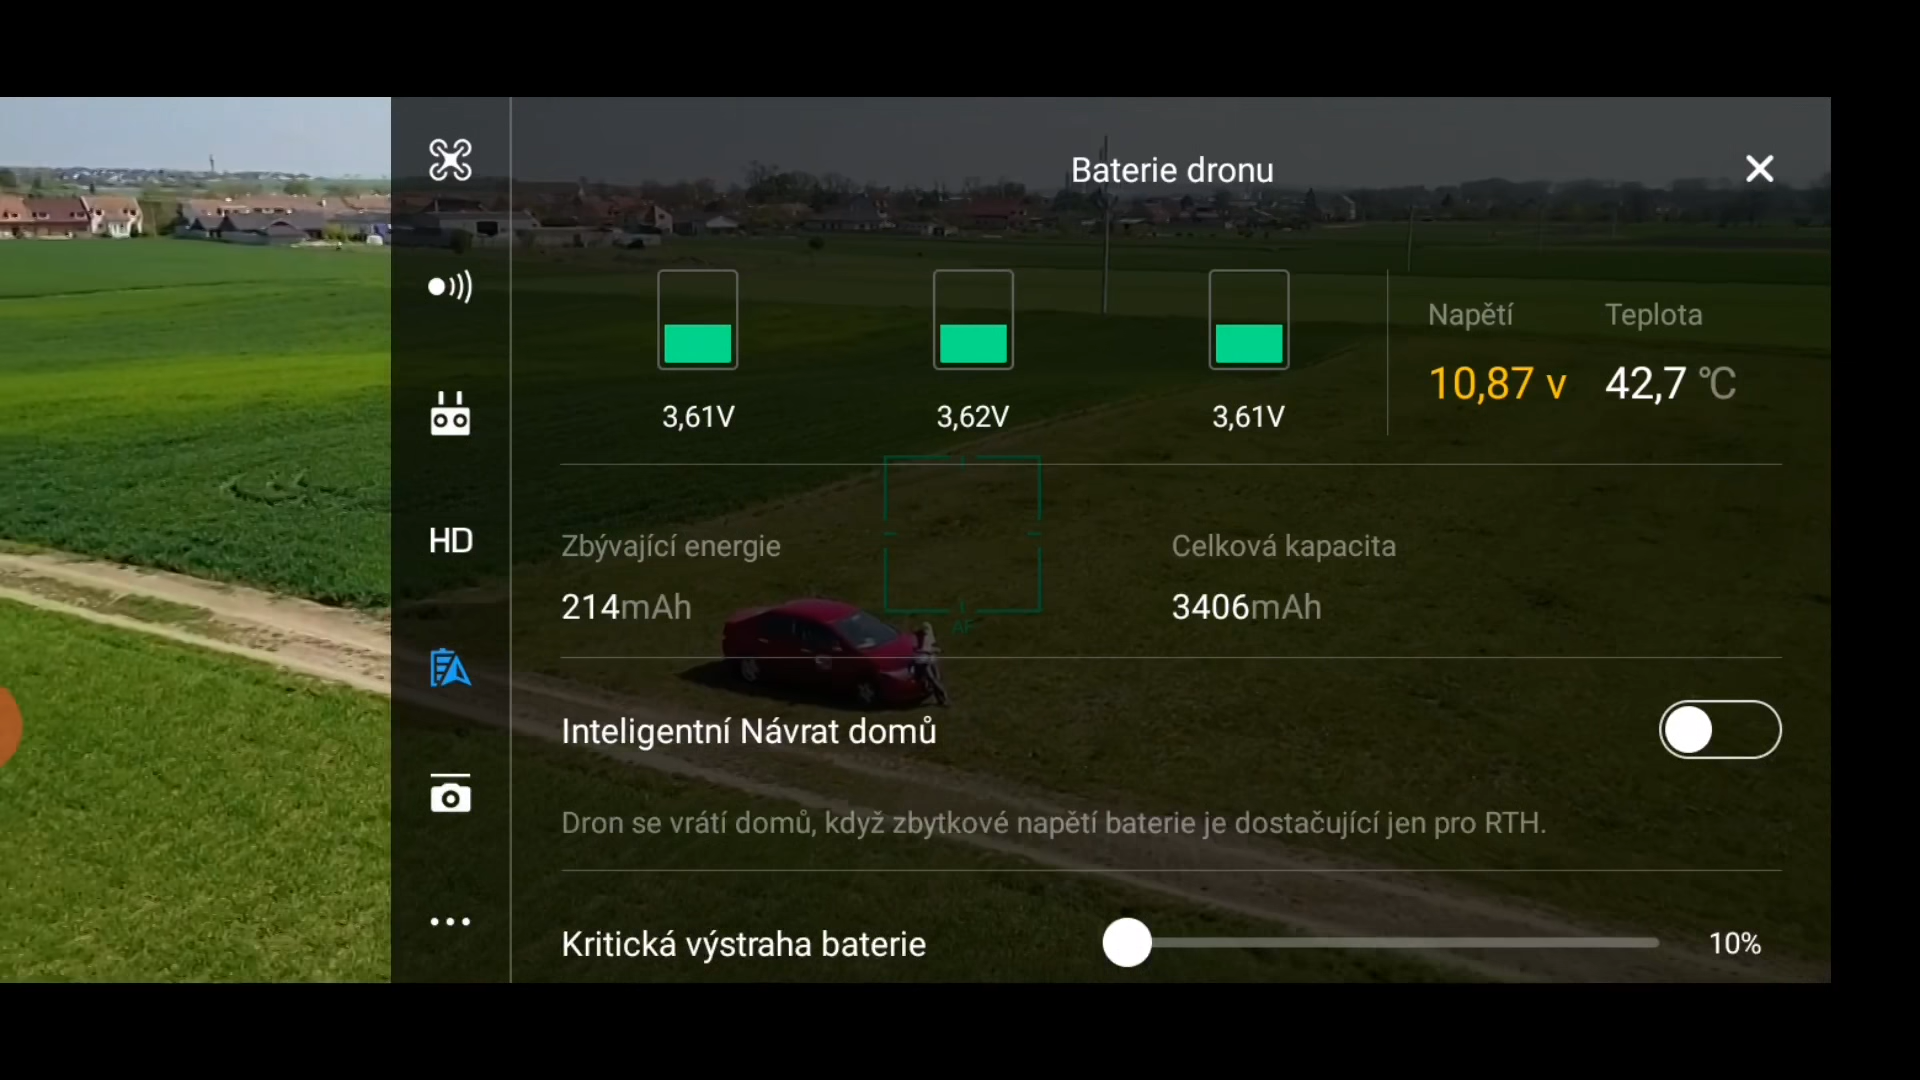 Baterie dronu
3,61V
3,62V
3,61V
Napětí
Teplota
10,87 v
42,7 °C
HD
Zbývající energie
Celková kapacita
214mAh
3406mAh
AF
Inteligentní Návrat domů
Dron se vrátí domů, když zbytkové napětí baterie je dostačující jen pro RTH.
Kritická výstraha baterie
10%